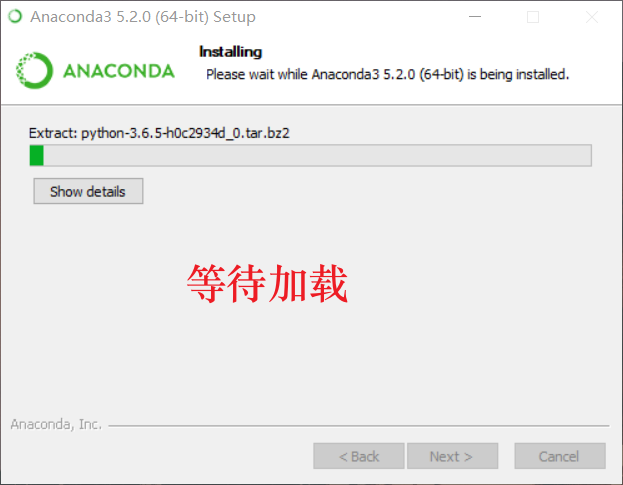 Anaconda3 5.2.0 (64-bit) Setup
ANACONDA
Installing
Please wait while Anaconda3 5.2.0 (64-bit) is being installed.
Extract: python-3.6.5-h0c2934d_0.tar.bz2
Show details
等待加载
Anaconda, Inc.
< Back
Next >
Cancel